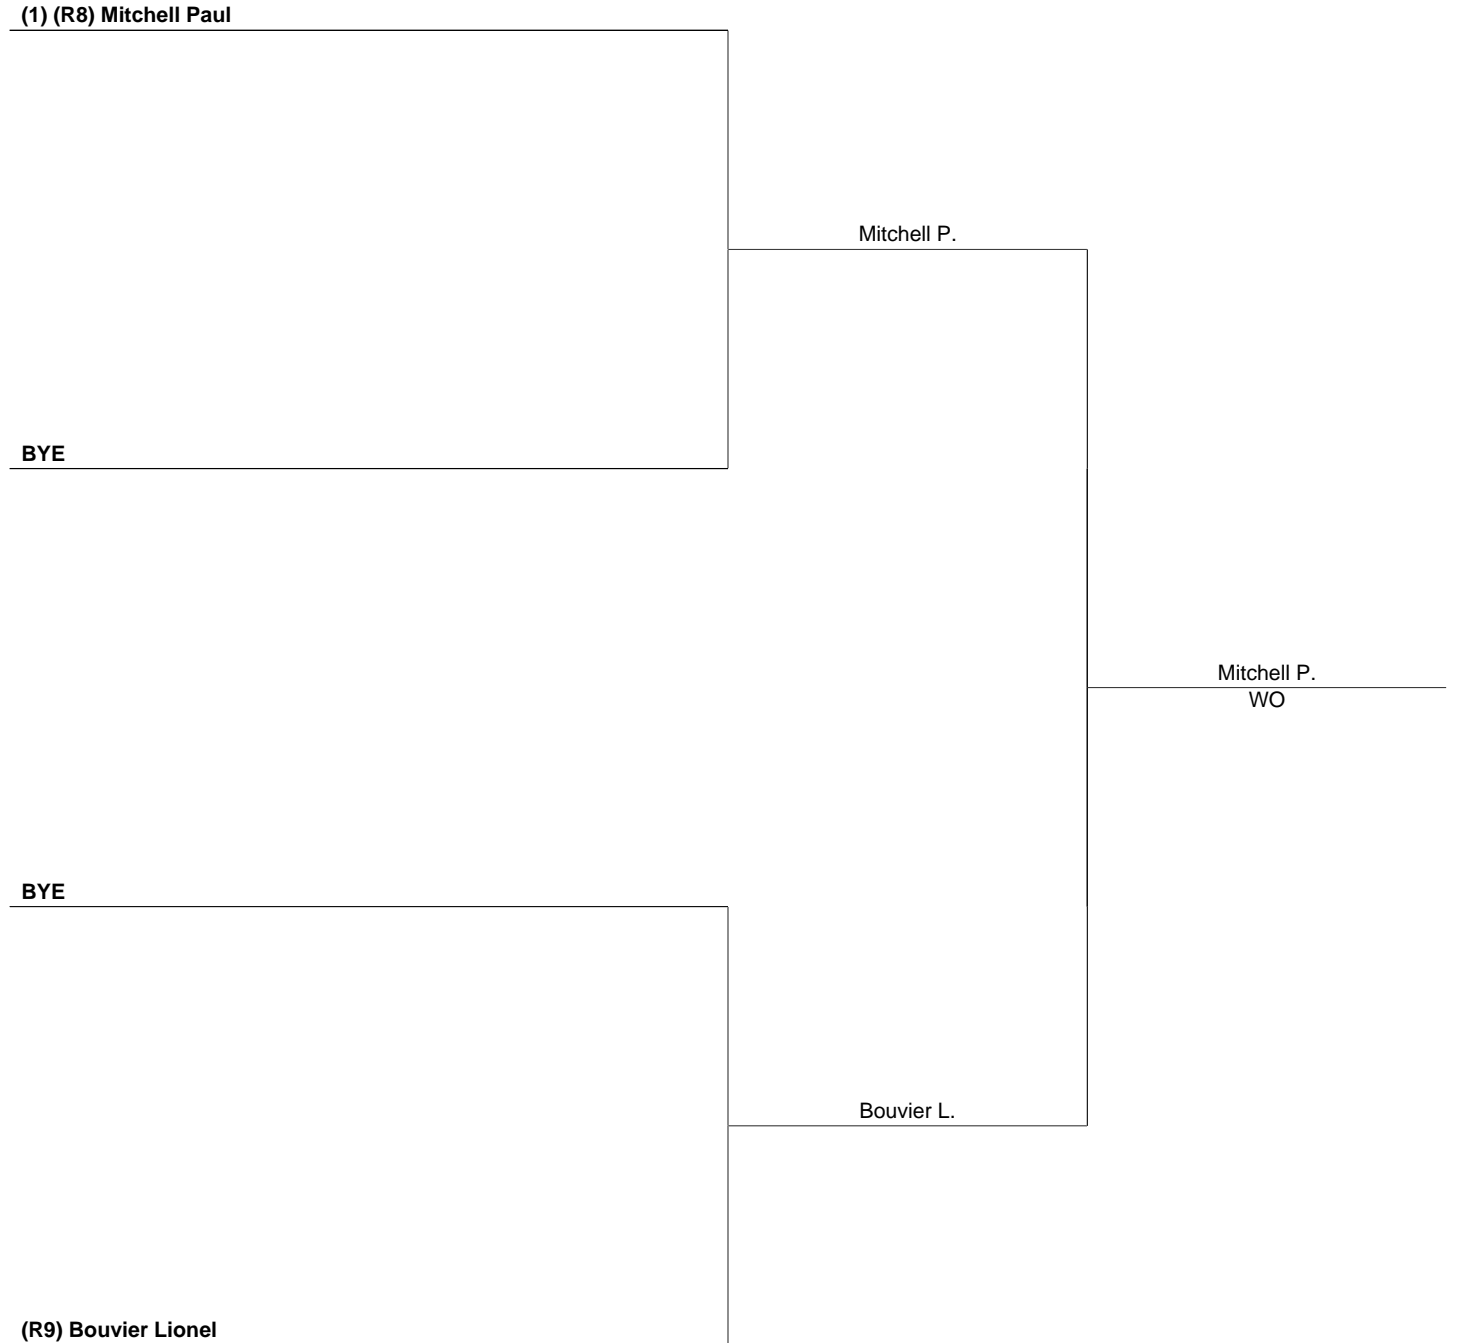 (1) (R8) Mitchell Paul
Mitchell P.
BYE
Mitchell P.
WO
BYE
Bouvier L.
(R9) Bouvier Lionel